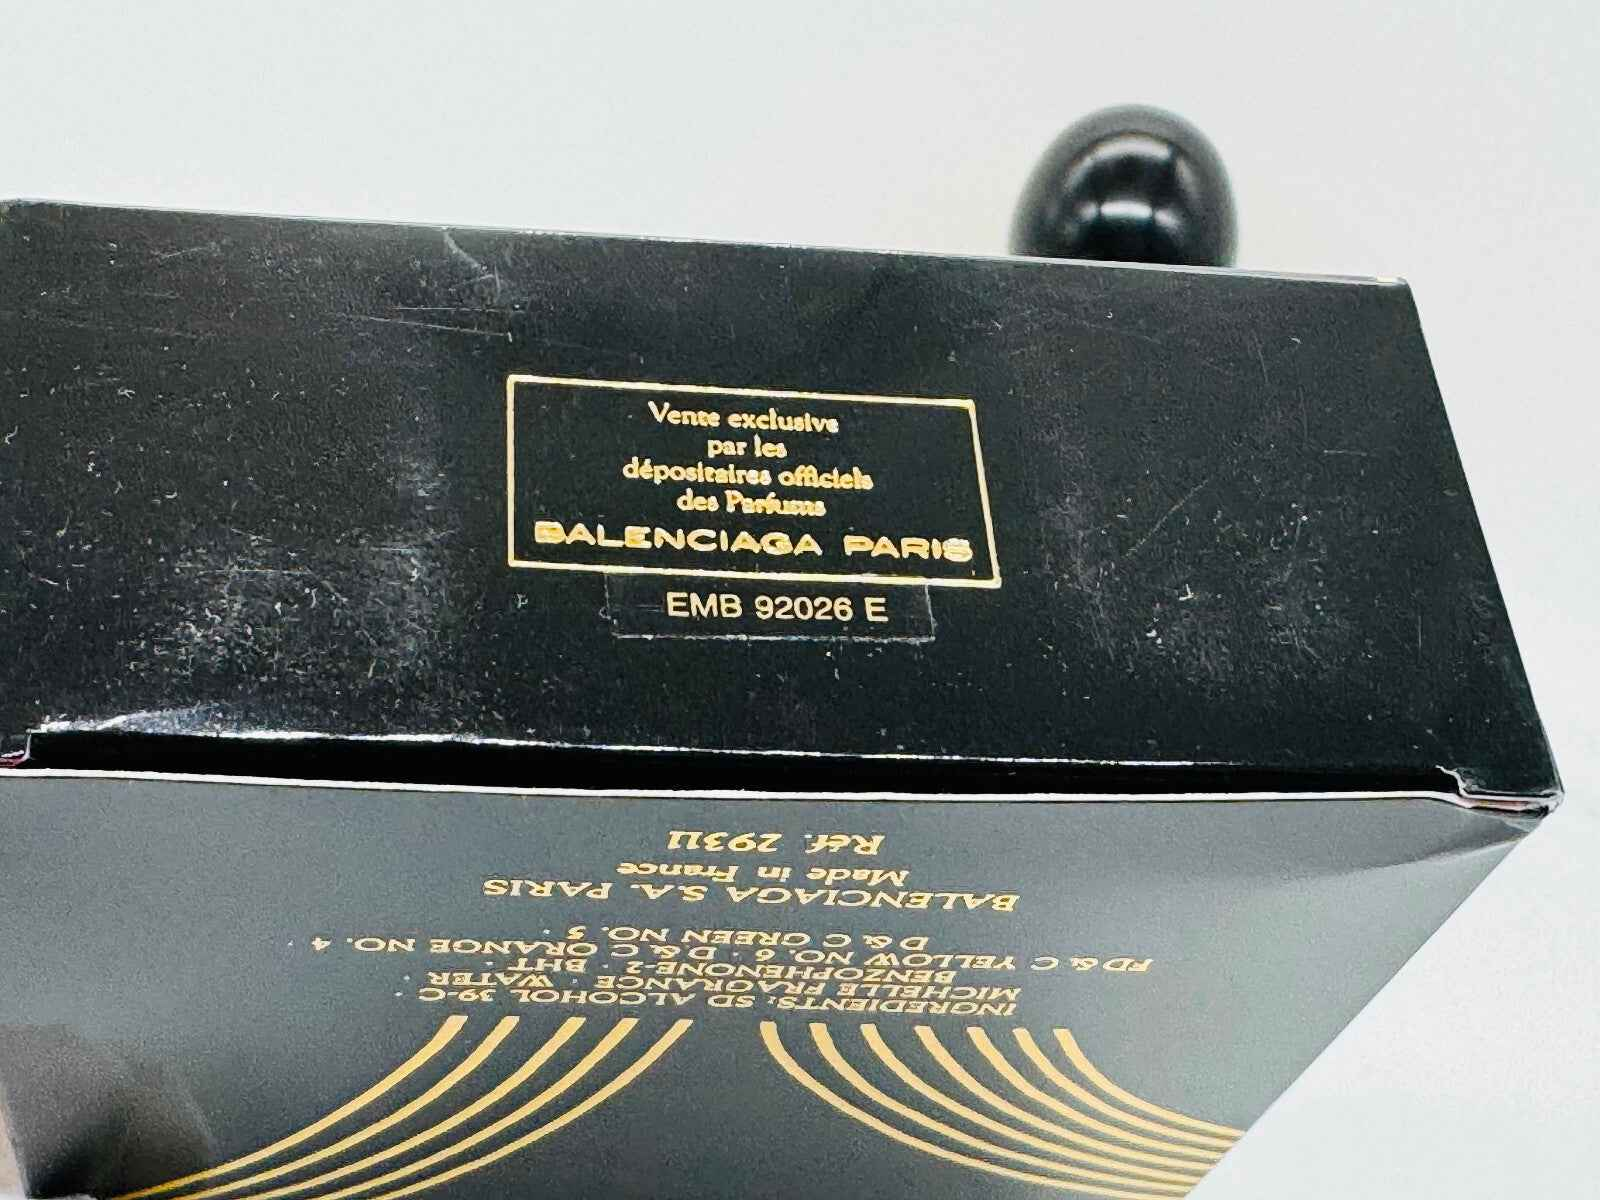 Vente exclusive
par les
dépositaires officiels
des Parfums
BALENCIAGA PARIS
EMB 92026 E
INGREDIENTS: SD ALCOHOL 39-C
MICHELLE FRAGRANCE · WATER
BENZOPHENONE-2 · BHT ·
FD & C YELLOW NO. 6 · D & C ORANGE NO. 4
D & C GREEN NO. 5 ·
BALENCIAGA S.A. PARIS
Made in France
Réf. 29311